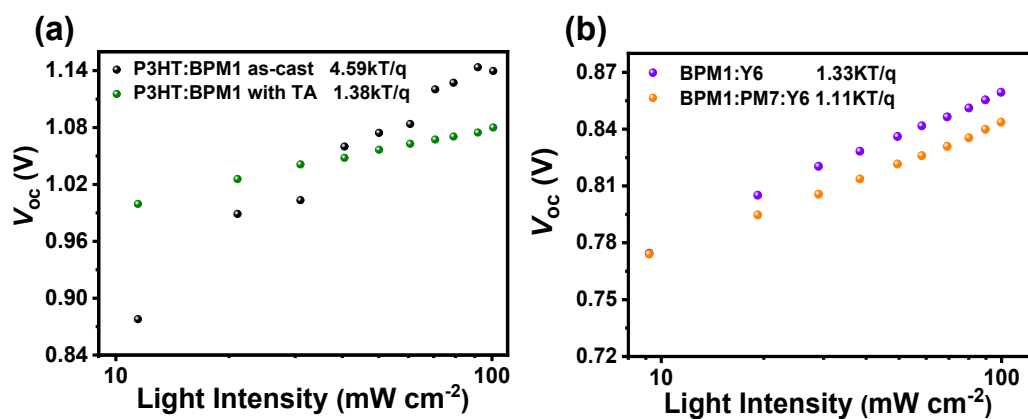 (a)
P3HT:BPM1 as-cast 4.59kT/q
P3HT:BPM1 with TA 1.38kT/q
1.14
1.08
1.02
0.96
0.90
0.84
Voc (V)
10
100
Light Intensity (mW cm-2)
(b)
BPM1:Y6 1.33KT/q
BPM1:PM7:Y6 1.11KT/q
0.87
0.84
0.81
0.78
0.75
0.72
Voc (V)
10
100
Light Intensity (mW cm-2)